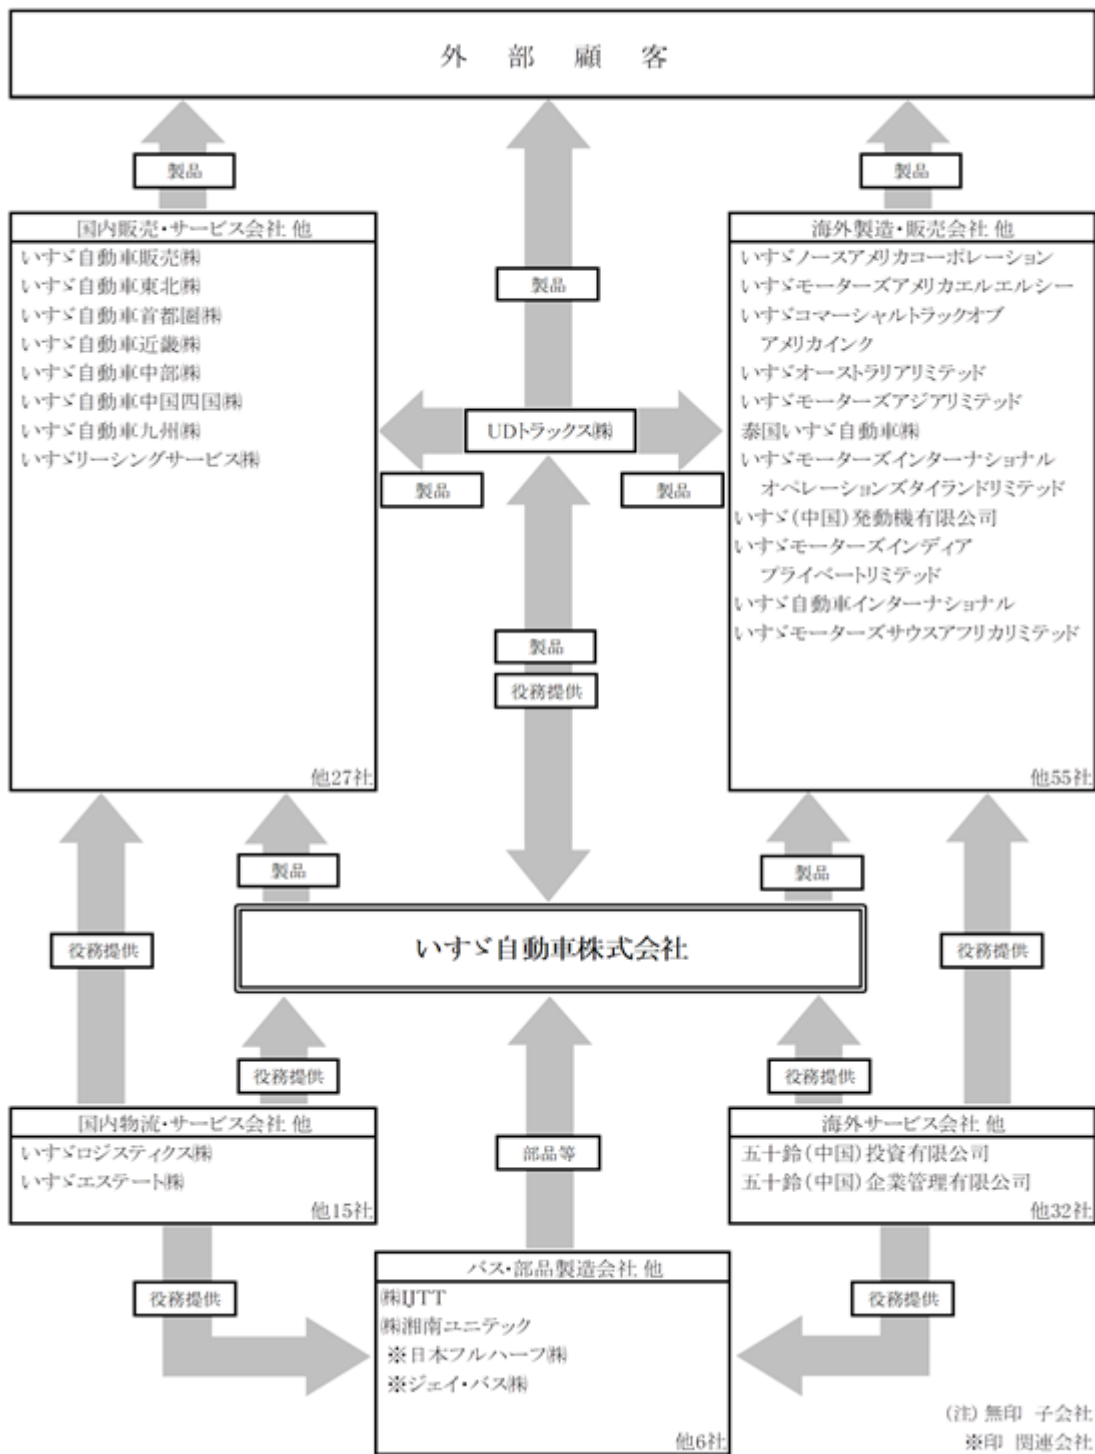 外部顧客
製品
製品
国内販売・サービス会社 他
いすゞ自動車販売㈱
いすゞ自動車東北㈱
いすゞ自動車首都圏㈱
いすゞ自動車近畿㈱
いすゞ自動車中部㈱
いすゞ自動車中国四国㈱
いすゞ自動車九州㈱
いすゞリーシングサービス㈱
他27社
製品
UDトラックス㈱
製品
製品
製品
役務提供
海外製造・販売会社 他
いすゞノースアメリカコーポレーション
いすゞモーターズアメリカエルエルシー
いすゞコマーシャルトラックオブ
アメリカインク
いすゞオーストラリアリミテッド
いすゞモーターズアジアリミテッド
泰国いすゞ自動車㈱
いすゞモーターズインターナショナル
オペレーションズタイランドリミテッド
いすゞ(中国)発動機有限公司
いすゞモーターズインディア
プライベートリミテッド
いすゞ自動車インターナショナル
いすゞモーターズサウスアフリカリミテッド
他55社
製品
製品
役務提供
いすゞ自動車株式会社
役務提供
役務提供
役務提供
国内物流・サービス会社 他
いすゞロジスティクス㈱
いすゞエステート㈱
他15社
部品等
海外サービス会社 他
五十鈴(中国)投資有限公司
五十鈴(中国)企業管理有限公司
他32社
役務提供
役務提供
バス・部品製造会社 他
㈱IJTT
㈱湘南ユニテック
※日本フルハーフ㈱
※ジェイ・バス㈱
他6社
(注) 無印 子会社
※印 関連会社